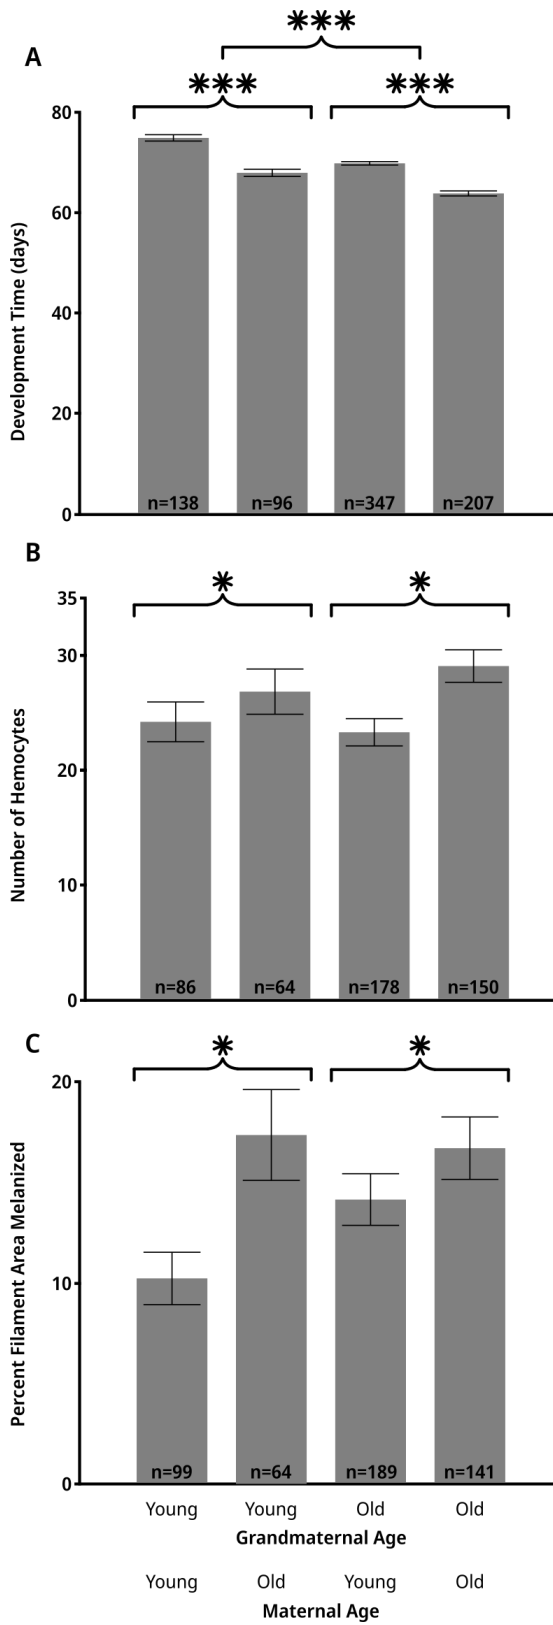 A
***
***
***
80
60
40
20
0
Development Time (days)
n=138
n=96
n=347
n=207
B
*
*
35
30
20
10
0
Number of Hemocytes
n=86
n=64
n=178
n=150
C
*
*
20
10
0
Percent Filament Area Melanized
n=99
n=64
n=189
n=141
Young Young Old Old
Grandmaternal Age
Young Old Young Old
Maternal Age